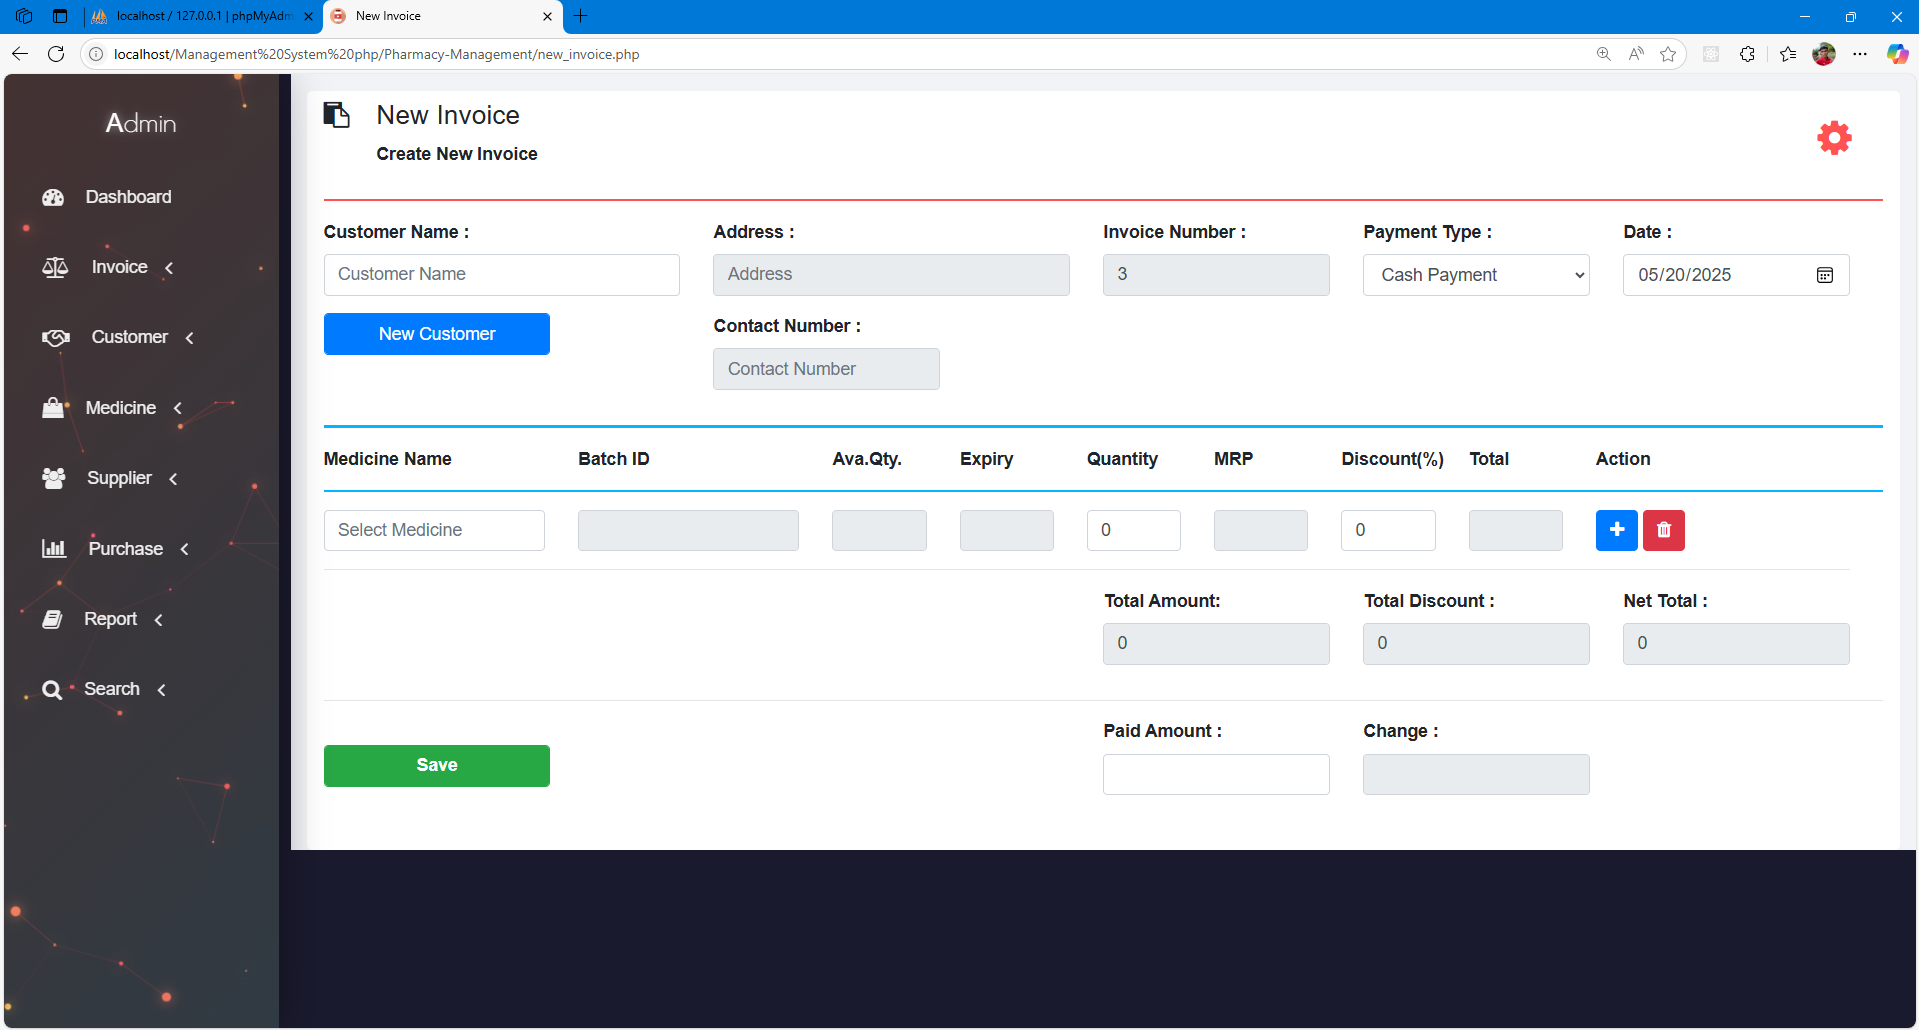 localhost / 127.0.0.1 | phpMyAdm
New Invoice
localhost/Management%20System%20php/Pharmacy-Management/new_invoice.php
Admin
Dashboard
Invoice
Customer
Medicine
Supplier
Purchase
Report
Search
New Invoice
Create New Invoice
Customer Name :
Address :
Invoice Number :
Payment Type :
Date :
Customer Name
Address
3
Cash Payment
05/20/2025
New Customer
Contact Number :
Contact Number
Medicine Name
Batch ID
Ava.Qty.
Expiry
Quantity
MRP
Discount(%)
Total
Action
Select Medicine
0
0
Total Amount:
Total Discount :
Net Total :
0
0
0
Paid Amount :
Change :
Save